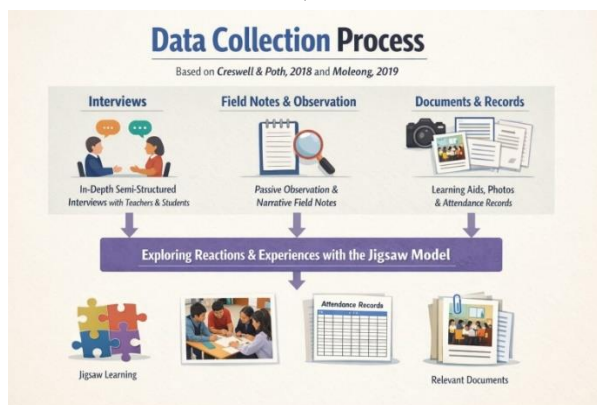 Data Collection Process
Based on Creswell & Poth, 2018 and Moleong, 2019
Interviews
In-Depth Semi-Structured
Interviews with Teachers & Students
Field Notes & Observation
Passive Observation &
Narrative Field Notes
Documents & Records
Learning Aids, Photos
& Attendance Records
Exploring Reactions & Experiences with the Jigsaw Model
Jigsaw Learning
Attendance Records
Relevant Documents